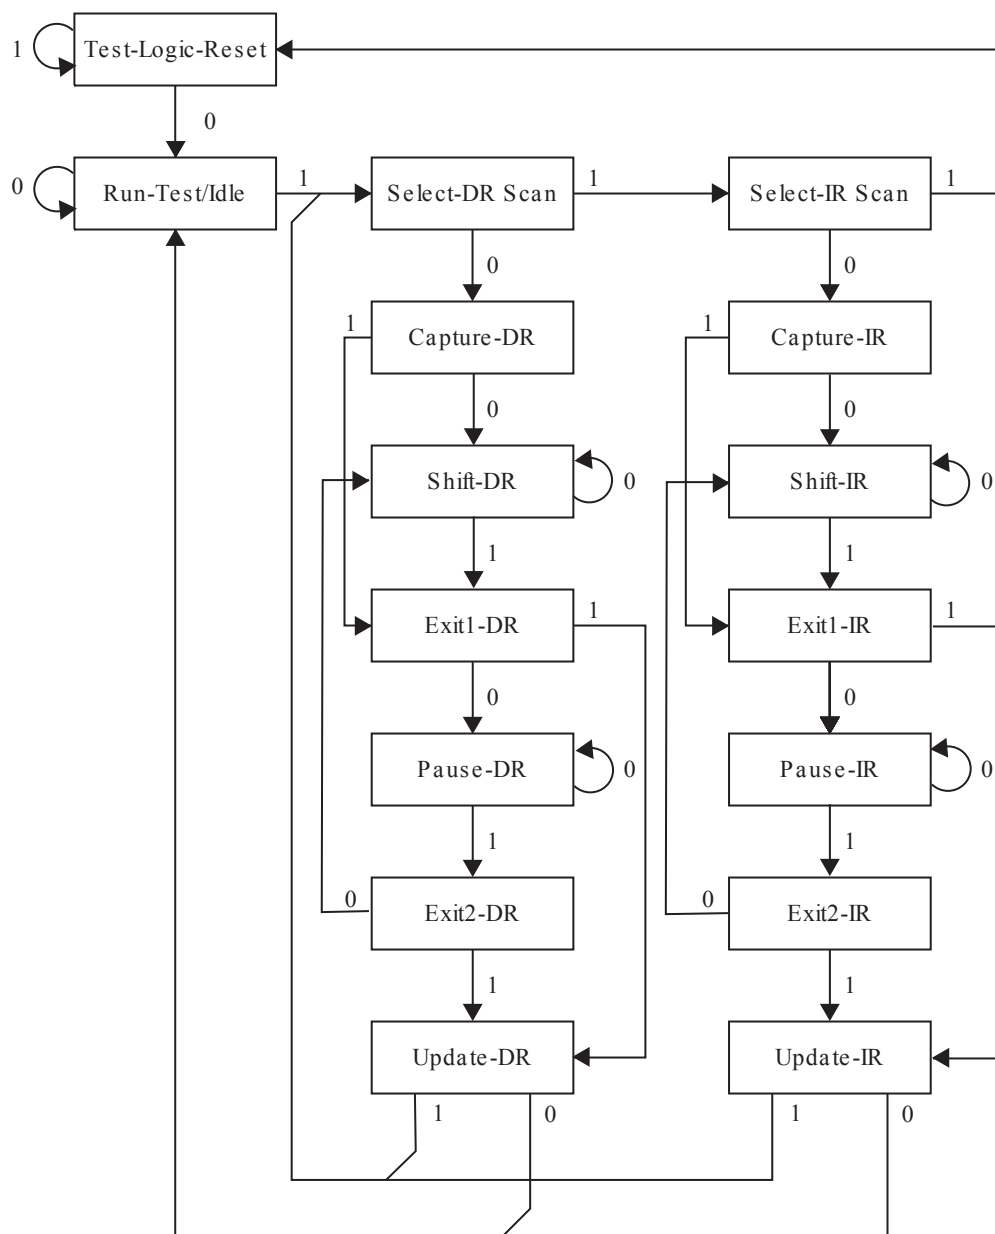 1
Test-Logic-Reset
0
0
Run-Test/Idle
1
Select-DR Scan
1
Select-IR Scan
1
0
0
1
Capture-DR
1
Capture-IR
0
0
Shift-DR
0
Shift-IR
0
1
1
Exit1-DR
1
Exit1-IR
1
0
0
Pause-DR
0
Pause-IR
0
1
1
0
Exit2-DR
0
Exit2-IR
1
1
Update-DR
Update-IR
1
0
1
0